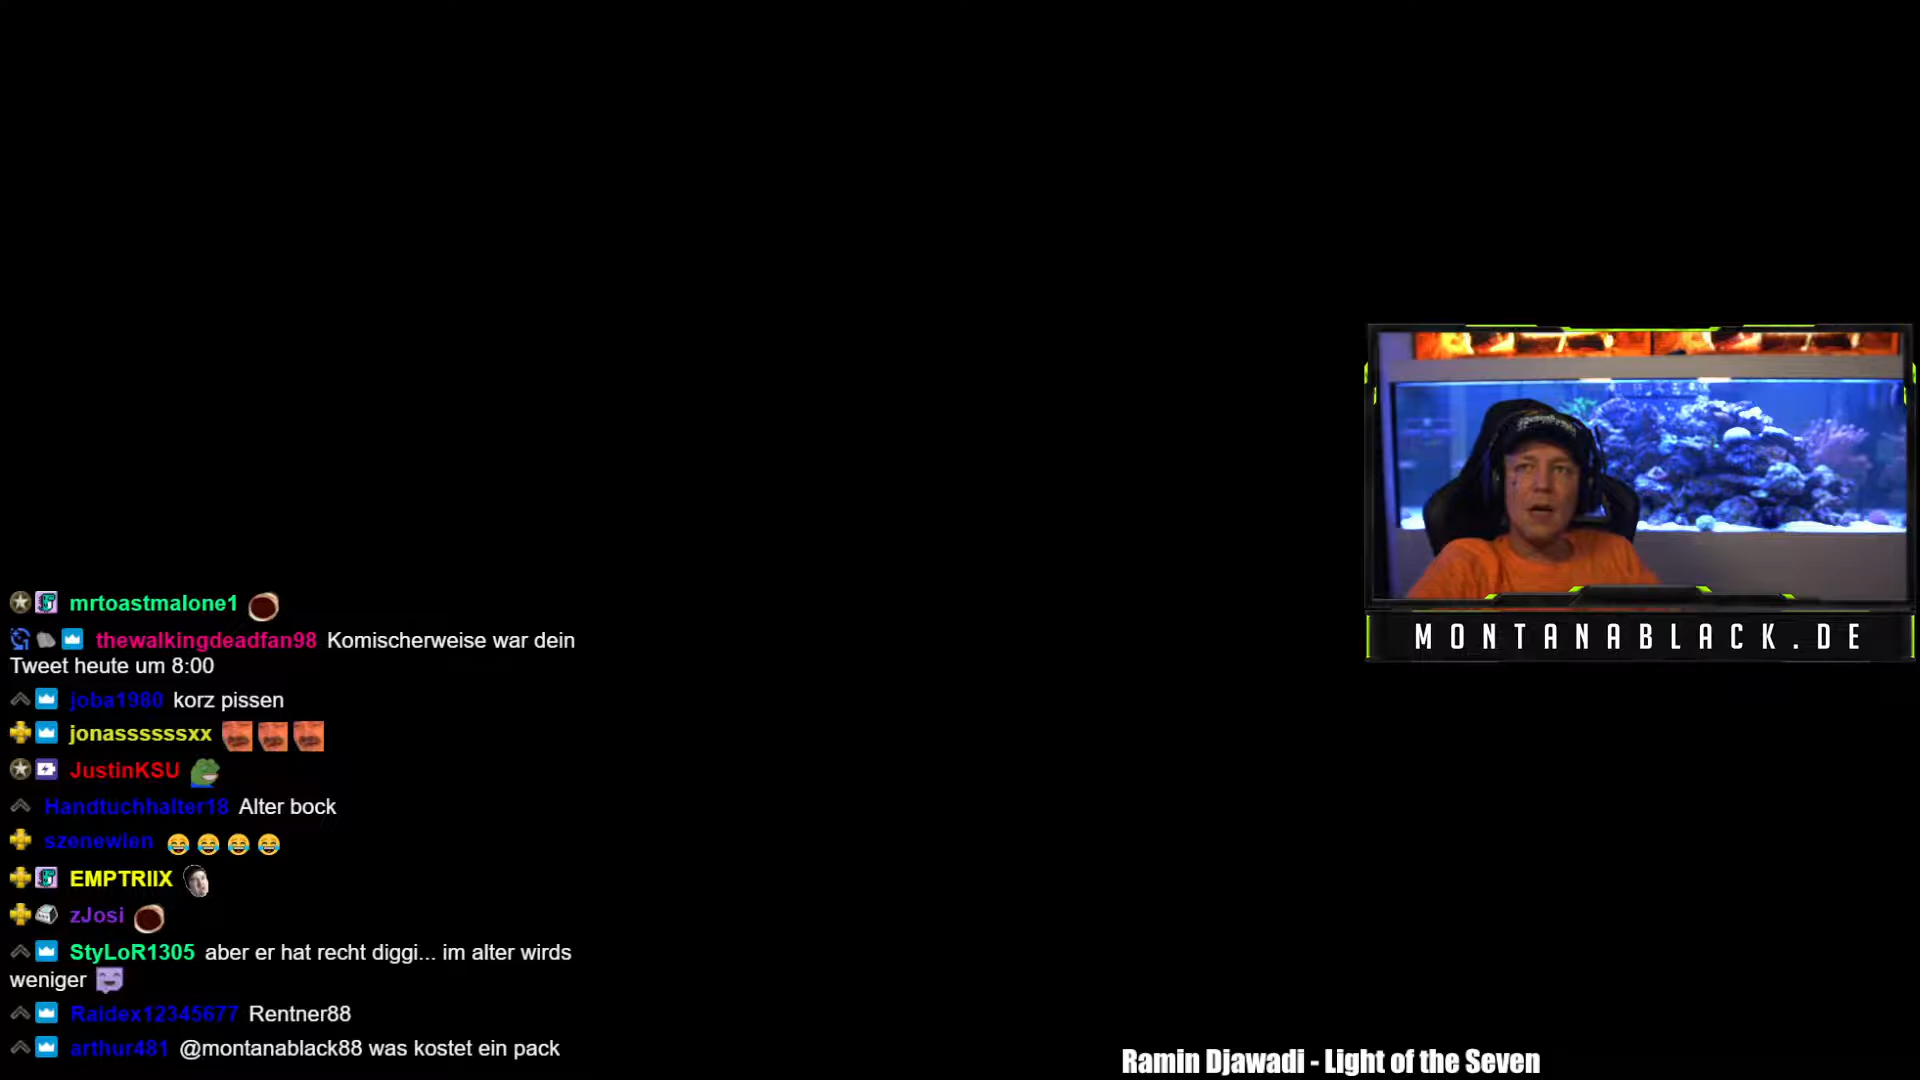 mrtoastmalone1
thewalkingdeadfan98 Komischerweise war dein
Tweet heute um 8:00
joba1980 korz pissen
jonassssssxx
JustinKSU
Handtuchhalter18 Alter bock
szenewien
EMPTRIIX
zJosi
StyLoR1305 aber er hat recht diggi... im alter wirds
weniger
Raidex12345677 Rentner88
arthur481 @montanablack88 was kostet ein pack
MONTANABLACK.DE
Ramin Djawadi - Light of the Seven